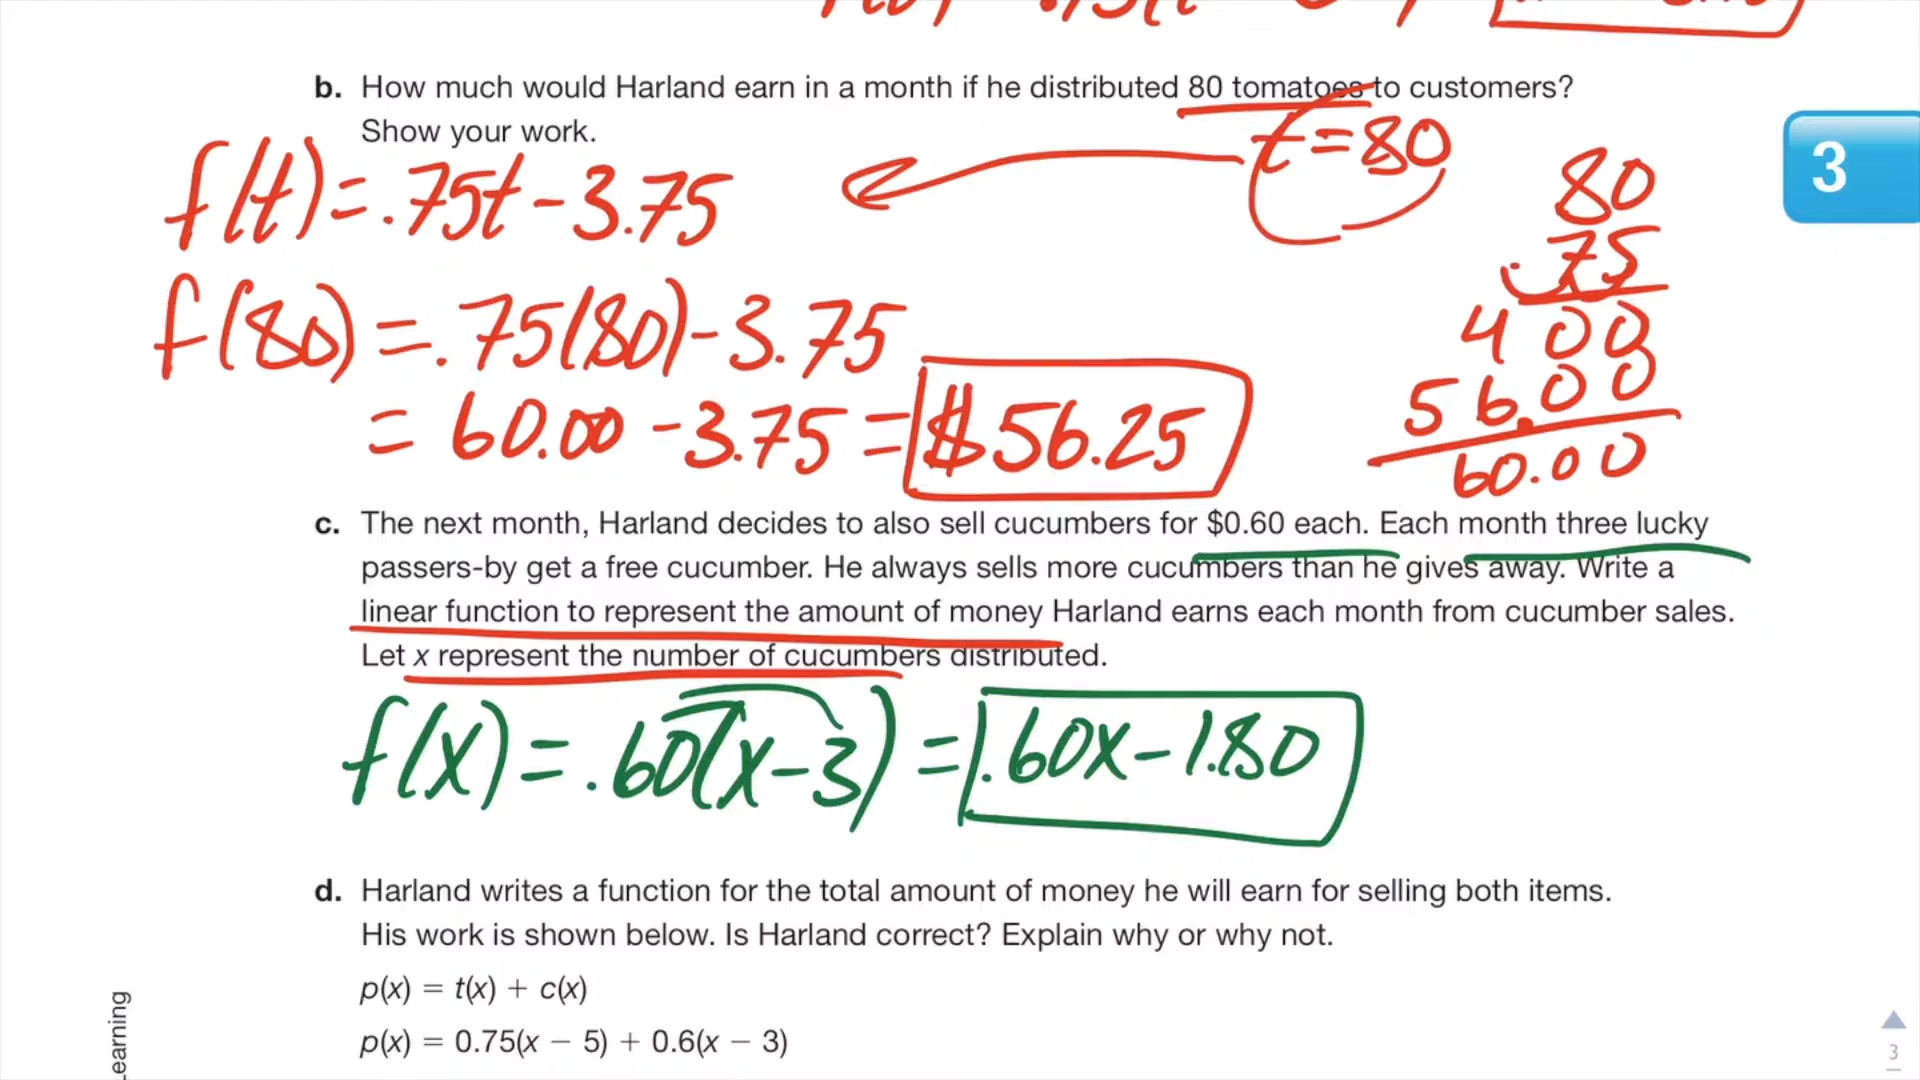 b. How much would Harland earn in a month if he distributed 80 tomatoes to customers?
Show your work.
t=80
f(t)=.75t-3.75
f(80)=.75(80)-3.75
= 60.00 -3.75 = $56.25
80
.75
400
56.00
60.00
3
c. The next month, Harland decides to also sell cucumbers for $0.60 each. Each month three lucky
passers-by get a free cucumber. He always sells more cucumbers than he gives away. Write a
linear function to represent the amount of money Harland earns each month from cucumber sales.
Let x represent the number of cucumbers distributed.
f(x)=.60(x-3)=.60x-1.80
d. Harland writes a function for the total amount of money he will earn for selling both items.
His work is shown below. Is Harland correct? Explain why or why not.
p(x) = t(x) + c(x)
p(x) = 0.75(x − 5) + 0.6(x − 3)
Learning
3